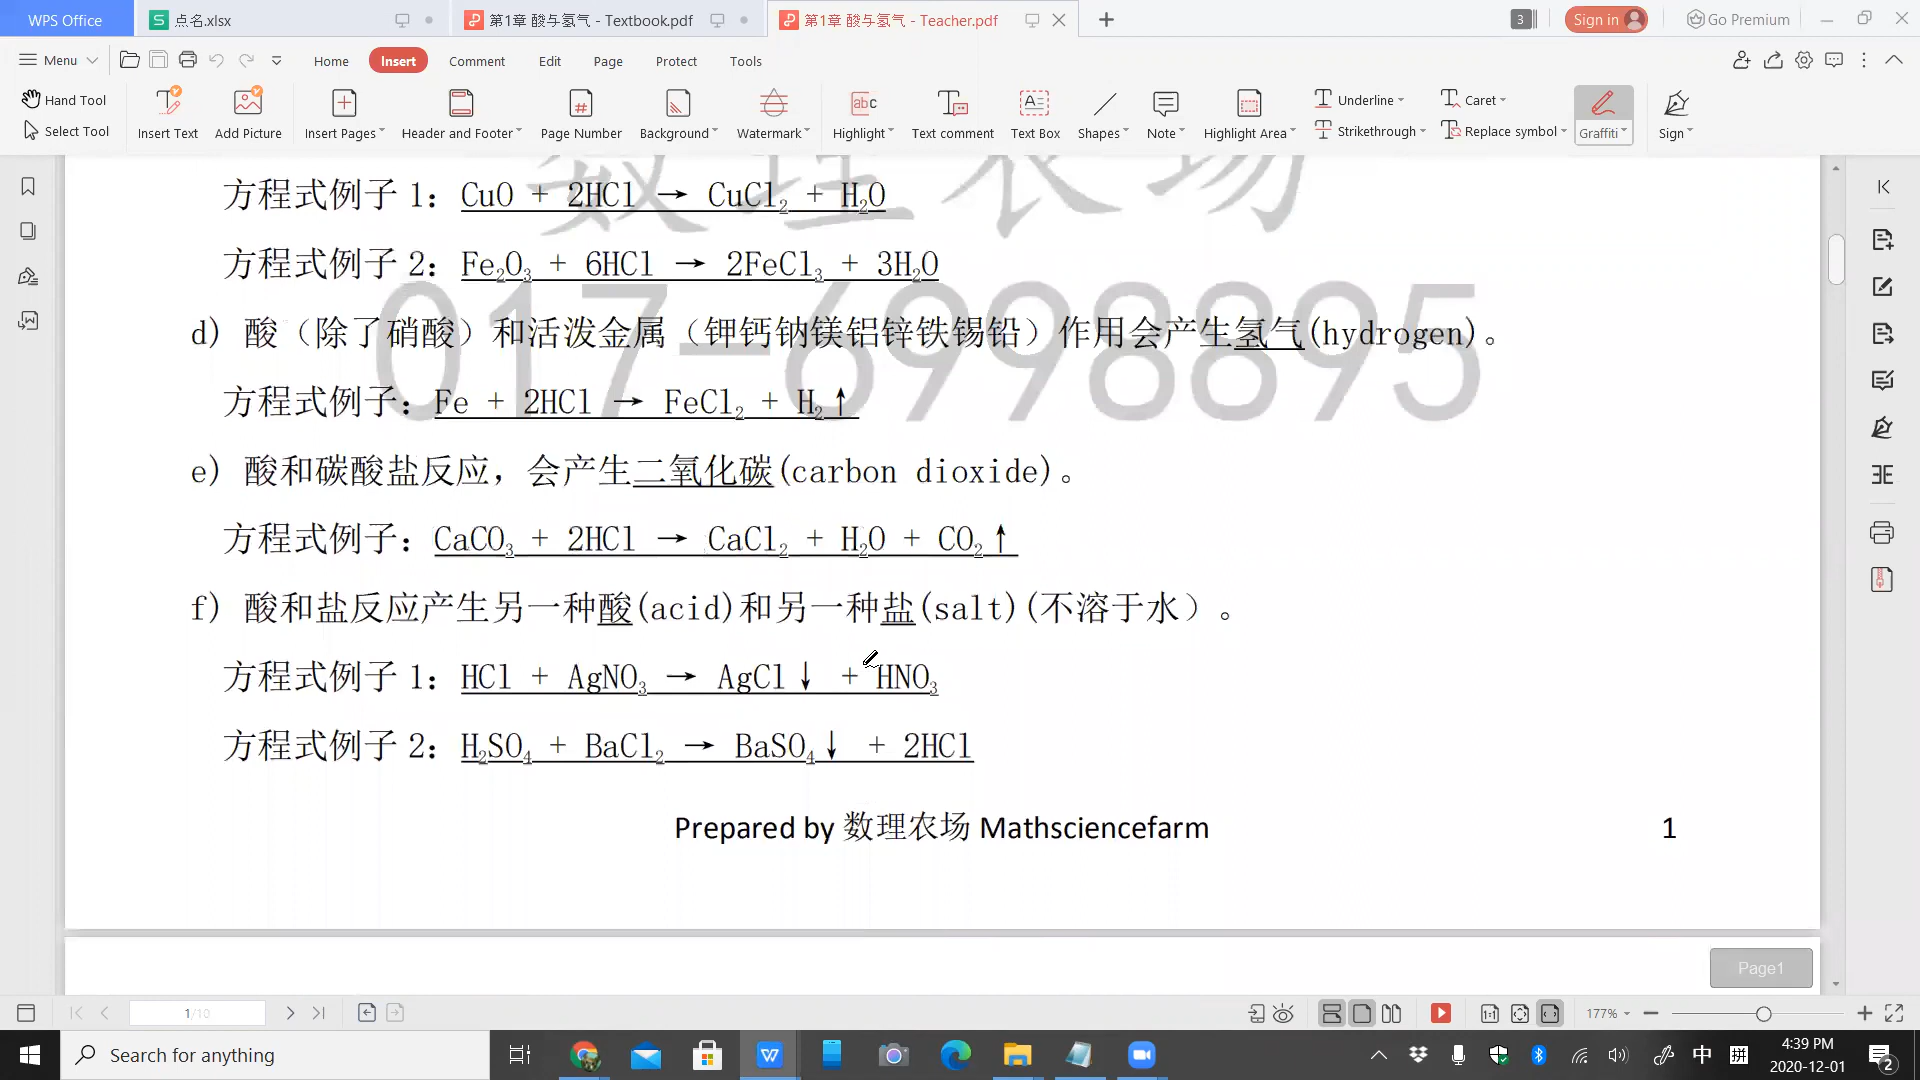 WPS Office 点名.xlsx 第1章 酸与氢气 - Textbook.pdf 第1章 酸与氢气 - Teacher.pdf 3 Sign in Go Premium
Menu Home Insert Comment Edit Page Protect Tools
Hand Tool
Select Tool
Insert Text Add Picture Insert Pages Header and Footer Page Number Background Watermark Highlight Text comment Text Box Shapes Note Highlight Area
Underline Caret
Strikethrough Replace symbol
Graffiti Sign
数理农场
017-6998895
方程式例子 1: CuO + 2HCl → CuCl₂ + H₂O
方程式例子 2: Fe₂O₃ + 6HCl → 2FeCl₃ + 3H₂O
d) 酸（除了硝酸）和活泼金属（钾钙钠镁铝锌铁锡铅）作用会产生氢气(hydrogen)。
方程式例子: Fe + 2HCl → FeCl₂ + H₂↑
e) 酸和碳酸盐反应，会产生二氧化碳(carbon dioxide)。
方程式例子: CaCO₃ + 2HCl → CaCl₂ + H₂O + CO₂↑
f) 酸和盐反应产生另一种酸(acid)和另一种盐(salt)(不溶于水）。
方程式例子 1: HCl + AgNO₃ → AgCl↓ + HNO₃
方程式例子 2: H₂SO₄ + BaCl₂ → BaSO₄↓ + 2HCl
Prepared by 数理农场 Mathsciencefarm 1
Page1
1/10 177%
Search for anything
中 拼 4:39 PM
2020-12-01
2